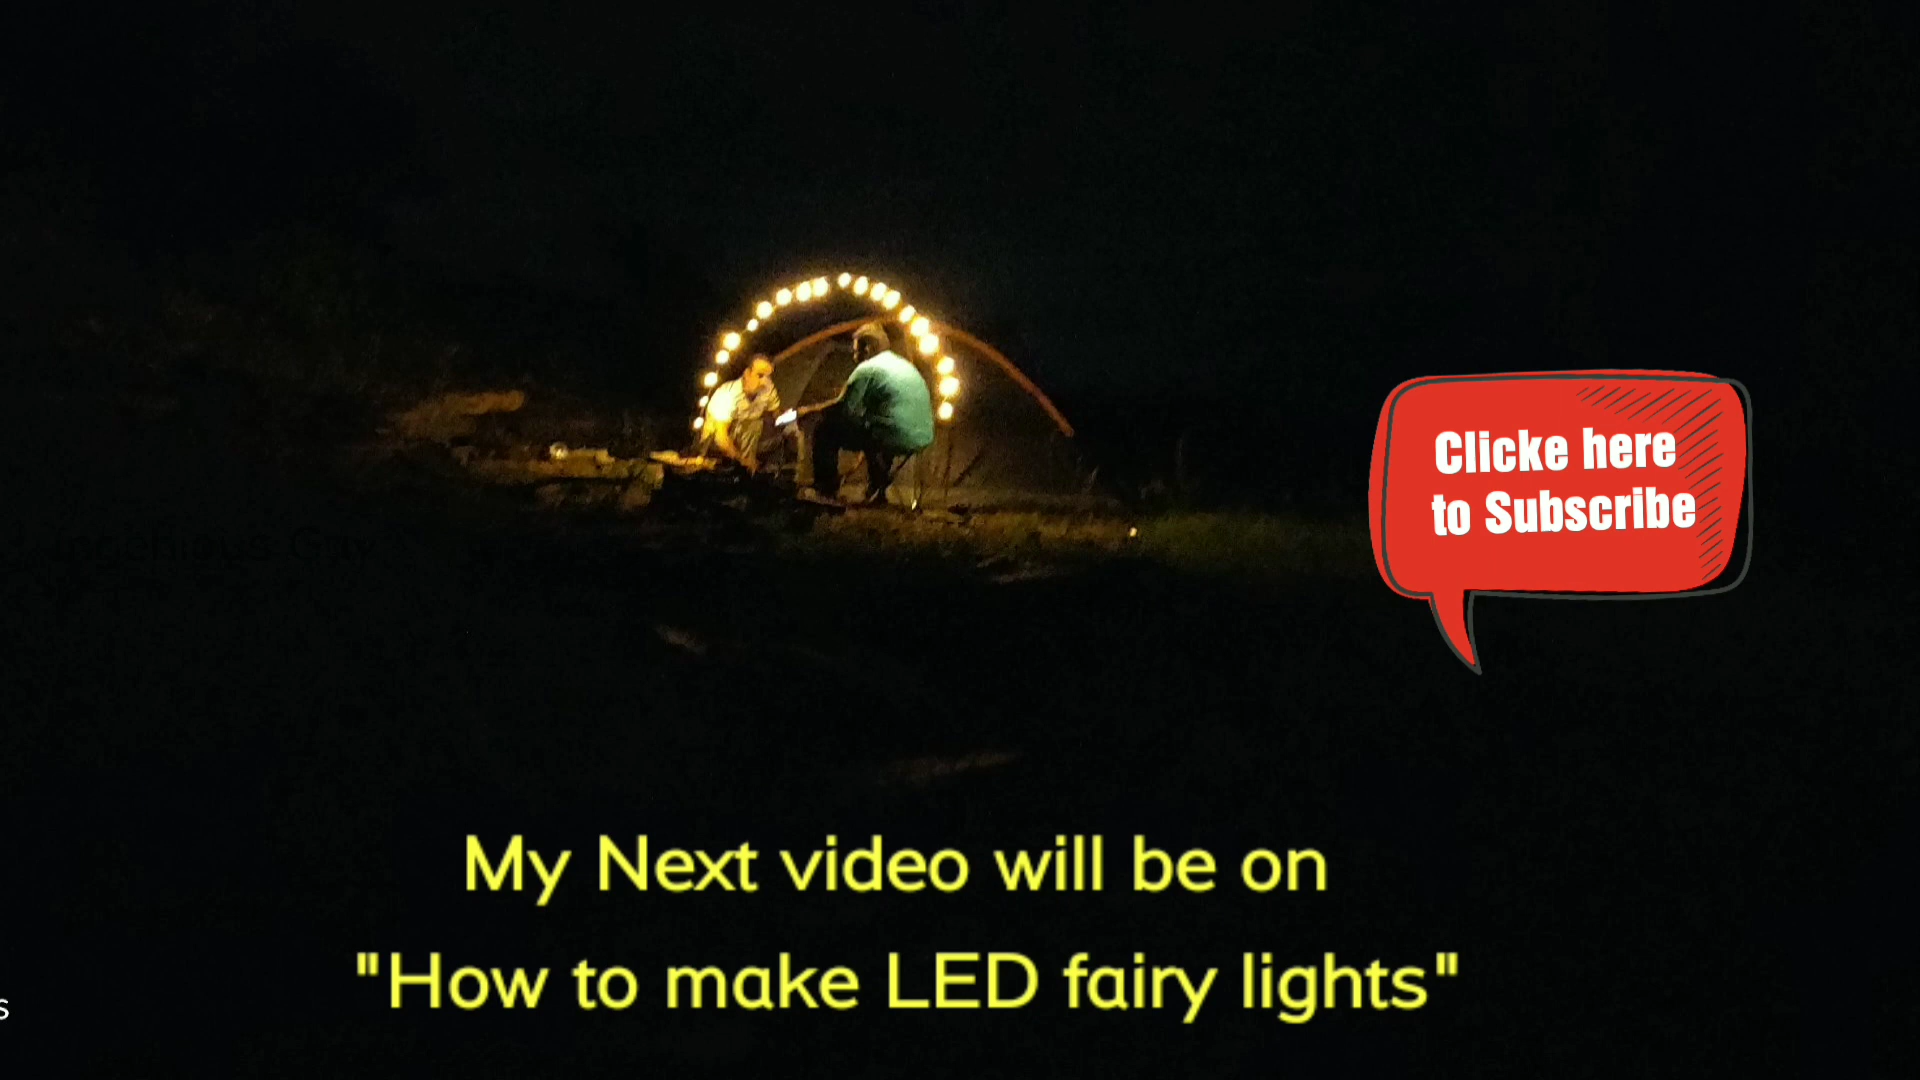 Clicke here
to Subscribe
My Next video will be on
"How to make LED fairy lights"
s